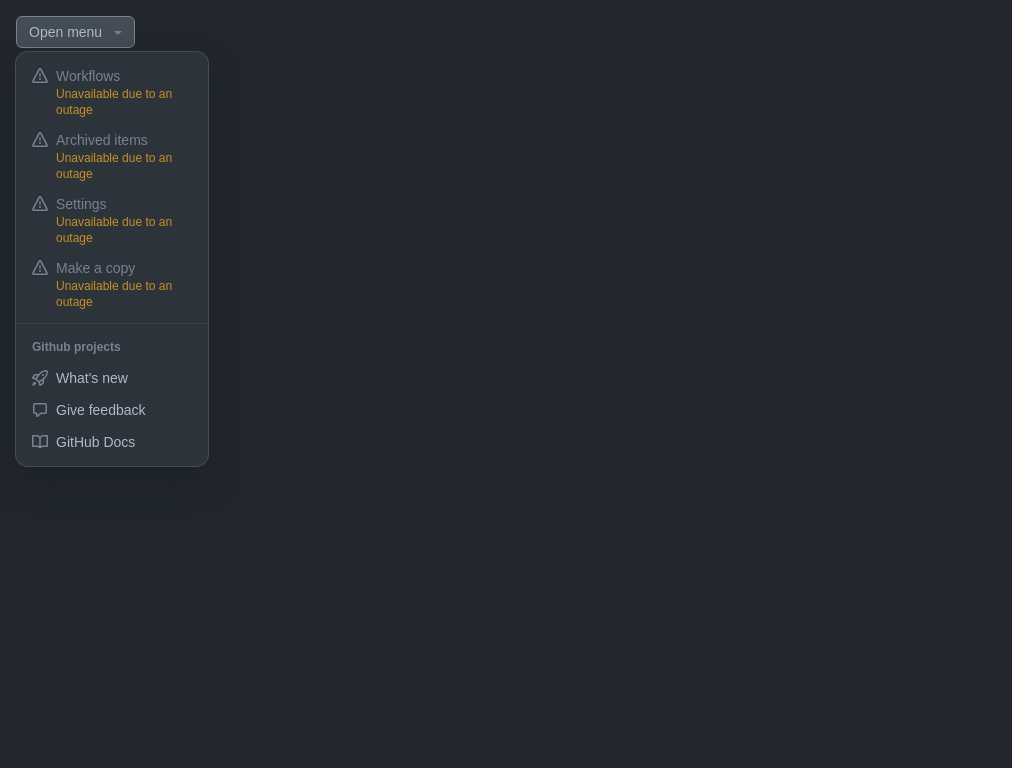 Open menu
Workflows
Unavailable due to an
outage
Archived items
Unavailable due to an
outage
Settings
Unavailable due to an
outage
Make a copy
Unavailable due to an
outage
Github projects
What's new
Give feedback
GitHub Docs